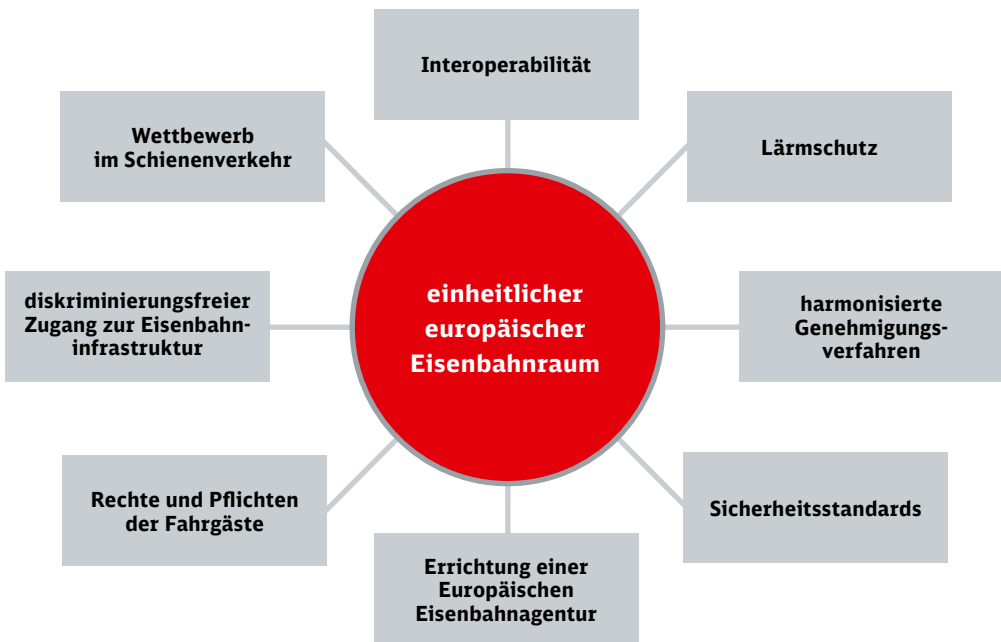 Interoperabilität
Wettbewerb
im Schienenverkehr
Lärmschutz
diskriminierungsfreier
Zugang zur Eisenbahn-
infrastruktur
einheitlicher
europäischer
Eisenbahnraum
harmonisierte
Genehmigungs-
verfahren
Rechte und Pflichten
der Fahrgäste
Sicherheitsstandards
Errichtung einer
Europäischen
Eisenbahnagentur